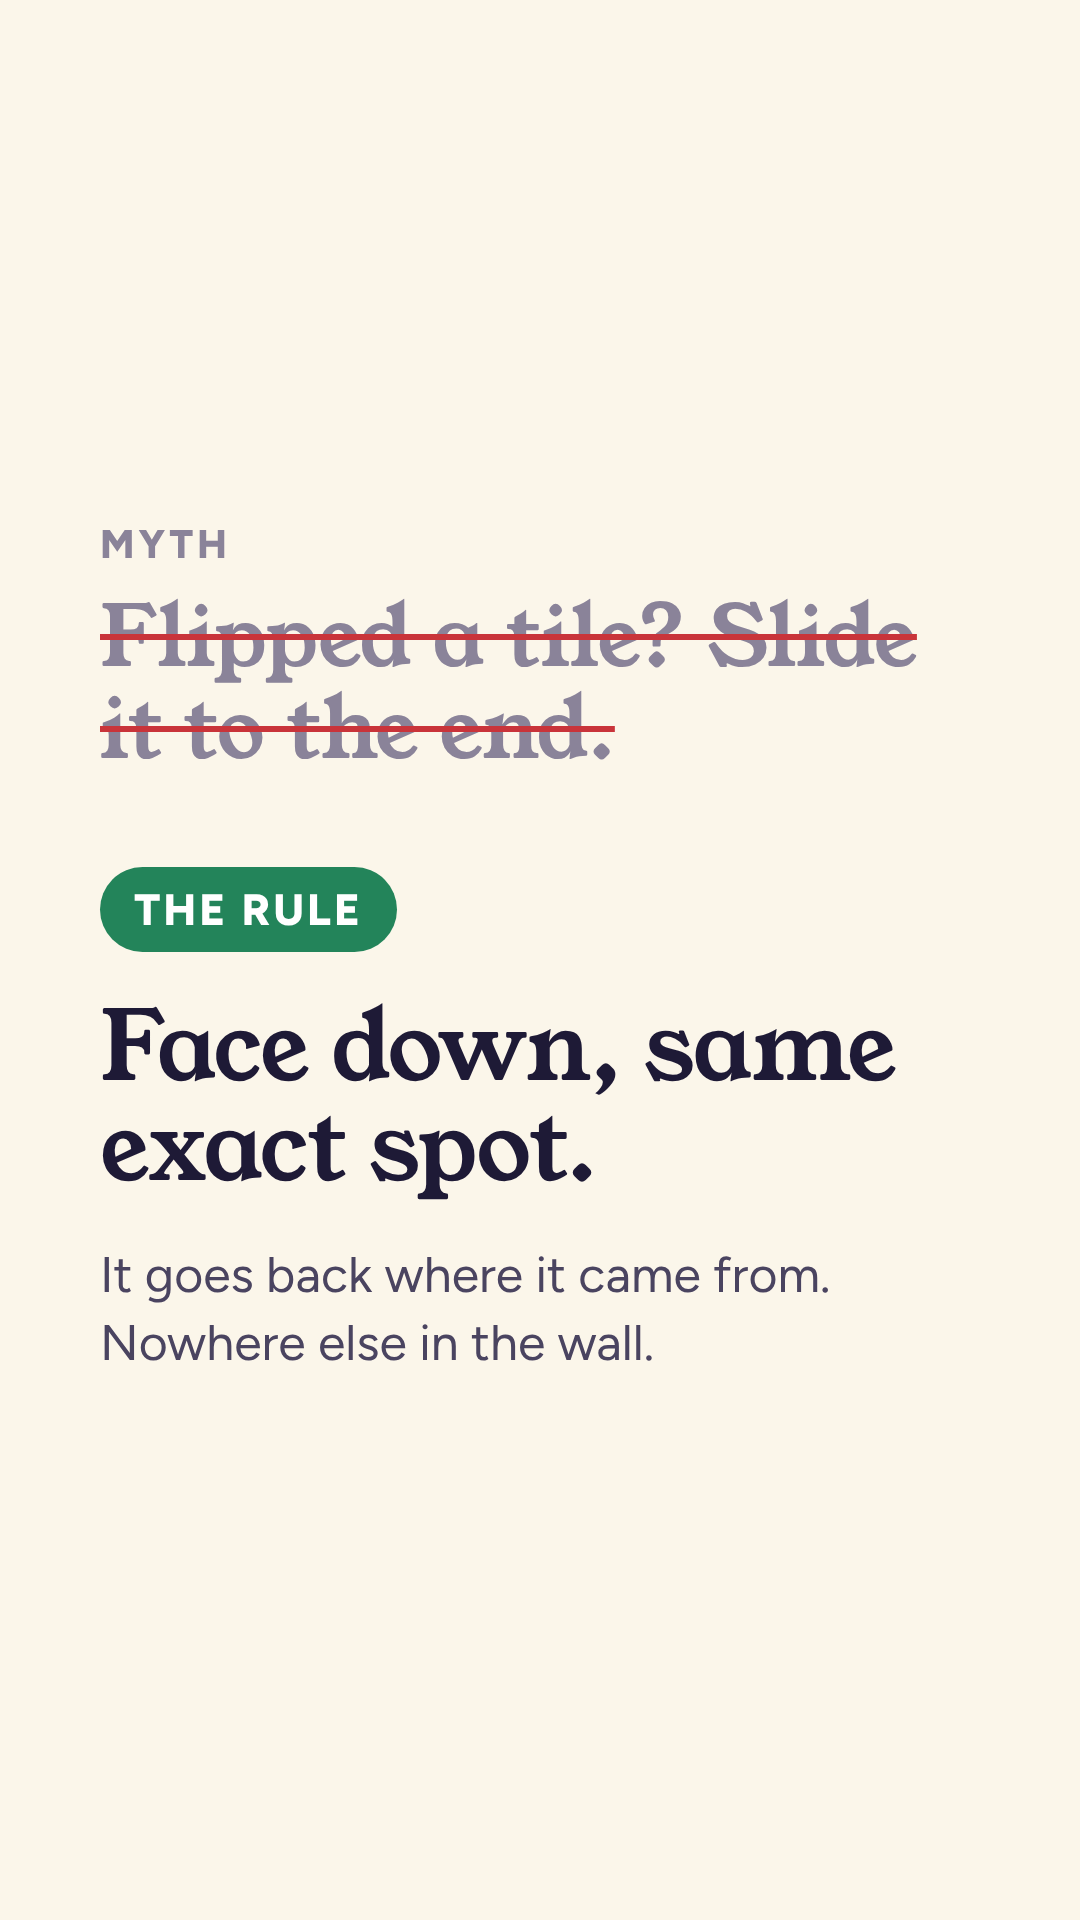 MYTH
Flipped a tile? Slide
it to the end.
THE RULE
Face down, same
exact spot.
It goes back where it came from.
Nowhere else in the wall.